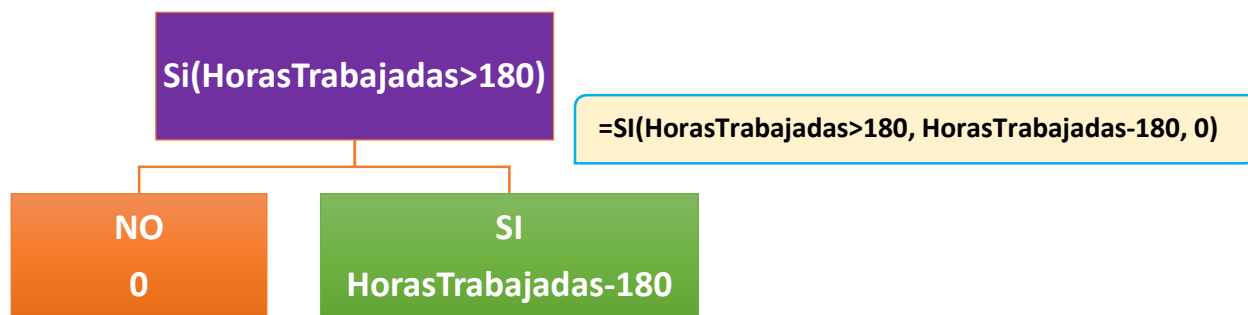 Si(HorasTrabajadas>180)
=SI(HorasTrabajadas>180, HorasTrabajadas-180, 0)
NO
0
SI
HorasTrabajadas-180